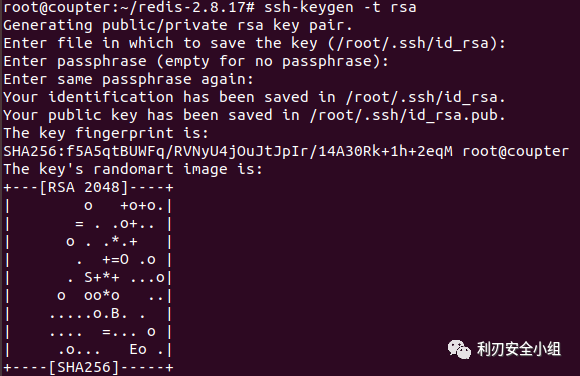 root@coupter:~/redis-2.8.17# ssh-keygen -t rsa
Generating public/private rsa key pair.
Enter file in which to save the key (/root/.ssh/id_rsa):
Enter passphrase (empty for no passphrase):
Enter same passphrase again:
Your identification has been saved in /root/.ssh/id_rsa.
Your public key has been saved in /root/.ssh/id_rsa.pub.
The key fingerprint is:
SHA256:f5A5qtBUWFq/RVNyU4jOuJtJpIr/14A30Rk+1h+2eqM root@coupter
The key's randomart image is:
+---[RSA 2048]----+
|        o   +o+o.|
|       = . .o+.. |
|      o . .*.+   |
|       .  +=O .o |
|      . S+*+ ...o|
|     o  oo*o   ..|
|    .....o.B. .  |
|    ....  =... o |
|     .o...   Eo .|
+----[SHA256]-----+
利刃安全小组